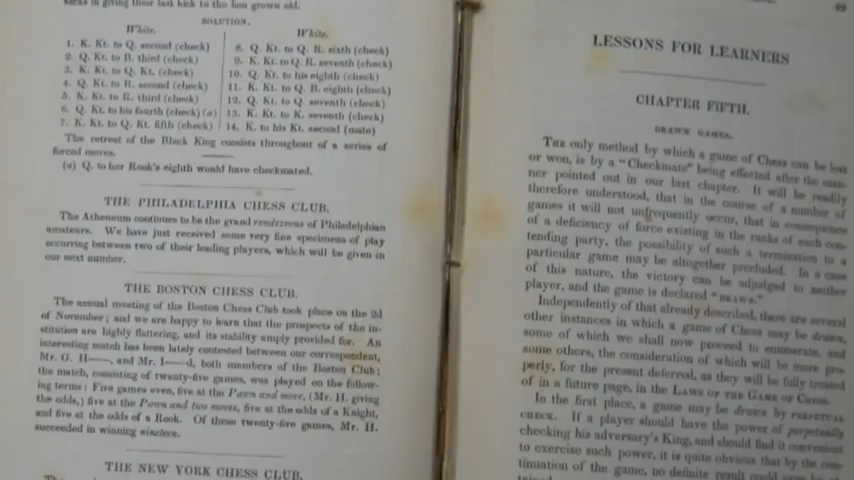 sacks in giving their last kick to the lion grown old.
SOLUTION.
White.
1. K. Kt. to Q. second (check)
2. Q. Kt. to B. third (check)
3. K. Kt. to Q. Kt. (check)
4. Q. Kt. to R. second (check)
5. K. Kt. to R. third (check)
6. Q. Kt. to his fourth (check) (a)
7. K. Kt. to Q. Kt. fifth (check)
White.
8. Q. Kt. to Q. R. sixth (check)
9. K. Kt. to Q. R. seventh (check)
10. Q. Kt. to his eighth (check)
11. K. Kt. to Q. B. eighth (check)
12. Q. Kt. to Q. seventh (check)
13. K. Kt. to K. seventh (check)
14. K. to his Kt. second (mate)
The retreat of the Black King consists throughout of a series of
forced moves.
(a) Q. to her Rook's eighth would have checkmated.
THE PHILADELPHIA CHESS CLUB.
The Atheneum continues to be the grand rendezvous of Philadelphian
amateurs. We have just received some very fine specimens of play
occurring between two of their leading players, which will be given in
our next number.
THE BOSTON CHESS CLUB.
The annual meeting of the Boston Chess Club took place on the 2d
of November; and we are happy to learn that the prospects of the in-
stitution are highly flattering, and its stability amply provided for. An
interesting match has been lately contested between our correspondent,
Mr. G. H——, and Mr. I——d, both members of the Boston Club;
the match, consisting of twenty-five games, was played on the follow-
ing terms: Five games even, five at the Pawn and move, (Mr. H. giving
the odds,) five at the Pawn and two moves, five at the odds of a Knight,
and five at the odds of a Rook. Of these twenty-five games, Mr. H.
succeeded in winning nineteen.
THE NEW YORK CHESS CLUB.
LESSONS FOR LEARNERS
CHAPTER FIFTH.
DRAWN GAMES.
THE only method by which a game of Chess can be lost
or won, is by a "Checkmate" being effected after the man-
ner pointed out in our last chapter. It will be readily
therefore understood, that in the course of a number of
games it will not unfrequently occur, that in consequence
of a deficiency of force existing in the ranks of each con-
tending party, the possibility of such a termination to a
particular game may be altogether precluded. In a case
of this nature, the victory can be adjudged to neither
player, and the game is declared "DRAWN."
Independently of that already described, there are several
other instances in which a game of Chess may be drawn,
some of which we shall now proceed to enumerate, and
some others, the consideration of which will be more pro-
perly, for the present deferred, as they will be fully treated
of in a future page, in the LAWS OF THE GAME OF CHESS.
In the first place, a game may be drawn by PERPETUAL
CHECK. If a player should have the power of perpetually
checking his adversary's King, and should find it convenient
to exercise such power, it is quite obvious that by the con-
tinuation of the game, no definite result could